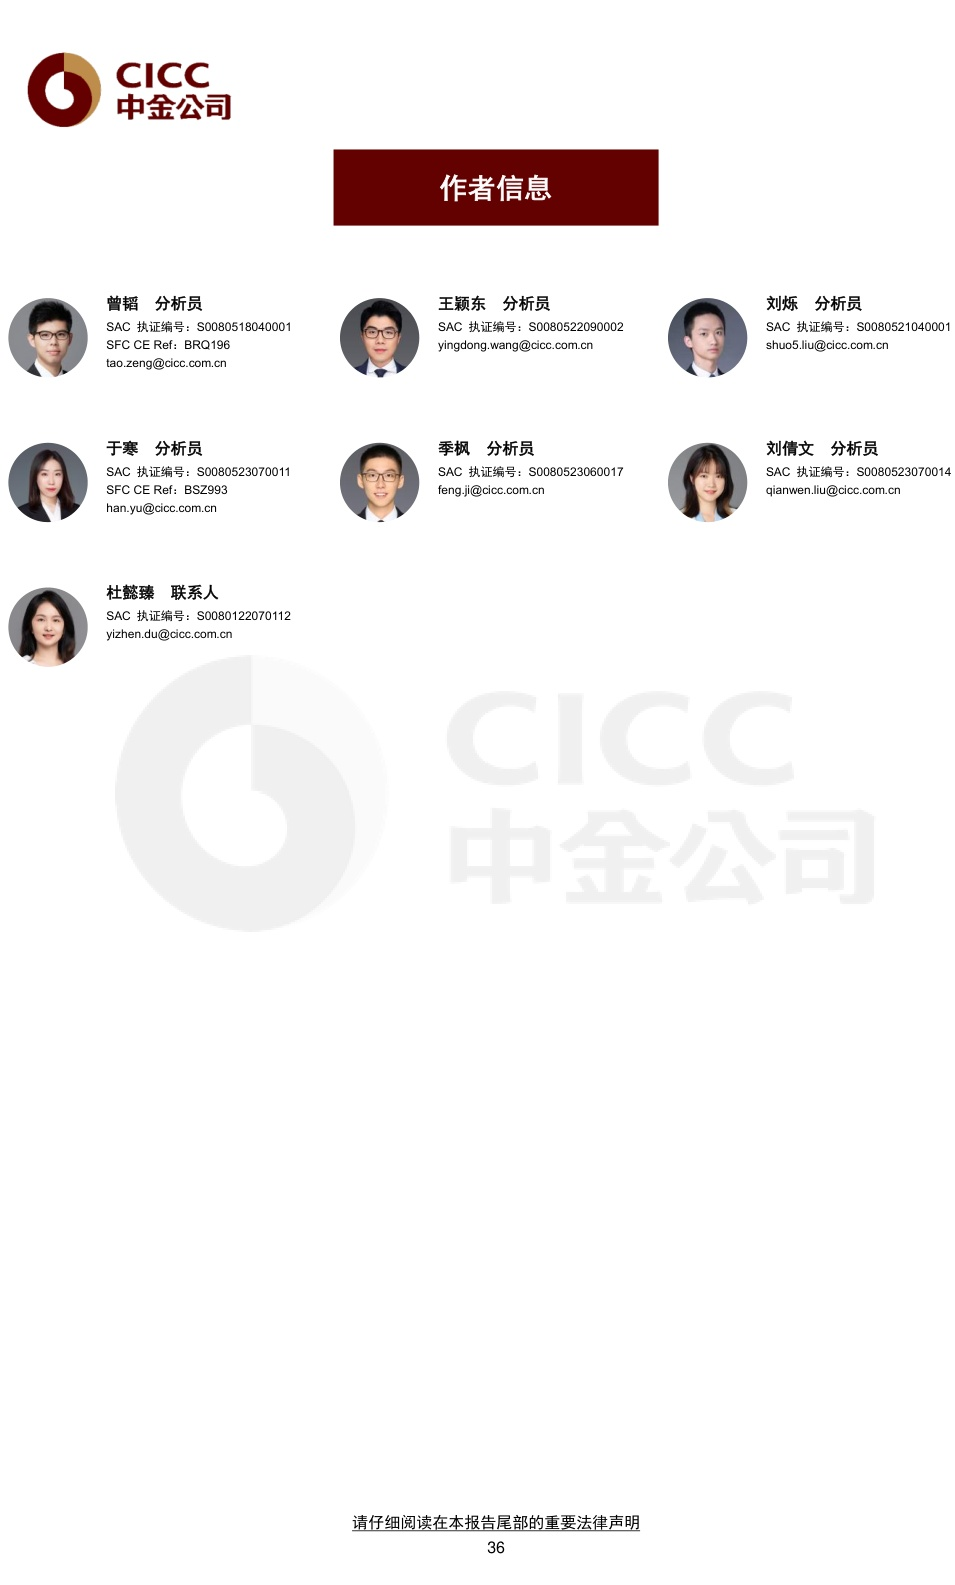 CICC
中金公司
作者信息
曾韬 分析员
SAC 执证编号：S0080518040001
SFC CE Ref：BRQ196
tao.zeng@cicc.com.cn
王颖东 分析员
SAC 执证编号：S0080522090002
yingdong.wang@cicc.com.cn
刘烁 分析员
SAC 执证编号：S0080521040001
shuo5.liu@cicc.com.cn
于寒 分析员
SAC 执证编号：S0080523070011
SFC CE Ref：BSZ993
han.yu@cicc.com.cn
季枫 分析员
SAC 执证编号：S0080523060017
feng.ji@cicc.com.cn
刘倩文 分析员
SAC 执证编号：S0080523070014
qianwen.liu@cicc.com.cn
杜懿臻 联系人
SAC 执证编号：S0080122070112
yizhen.du@cicc.com.cn
CICC
中金公司
请仔细阅读在本报告尾部的重要法律声明
36